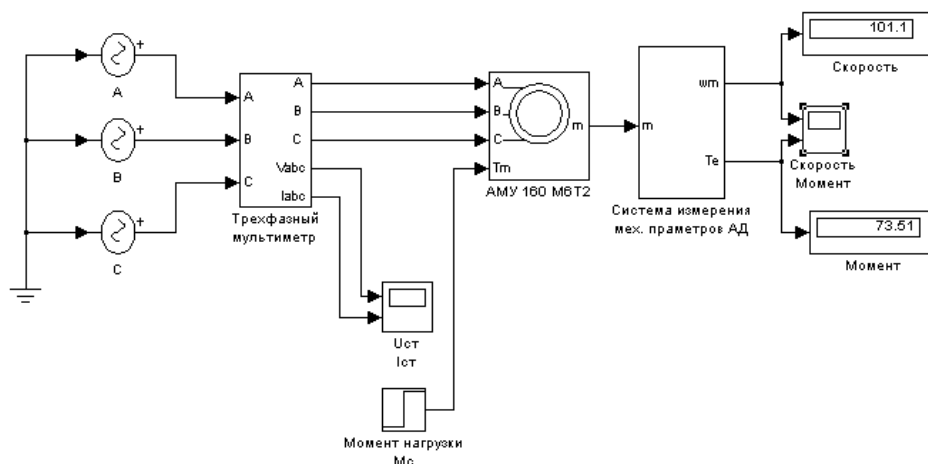 101.1
Скорость
A
A
A
A
wm
B
B
B
m
m
C
C
C
Скорость
Момент
B
Vabc
Tm
Te
Iabc
АМУ 160 М6Т2
Трехфазный
мультиметр
Система измерения
мех. праметров АД
73.51
Момент
C
Uст
Iст
Момент нагрузки
Мс